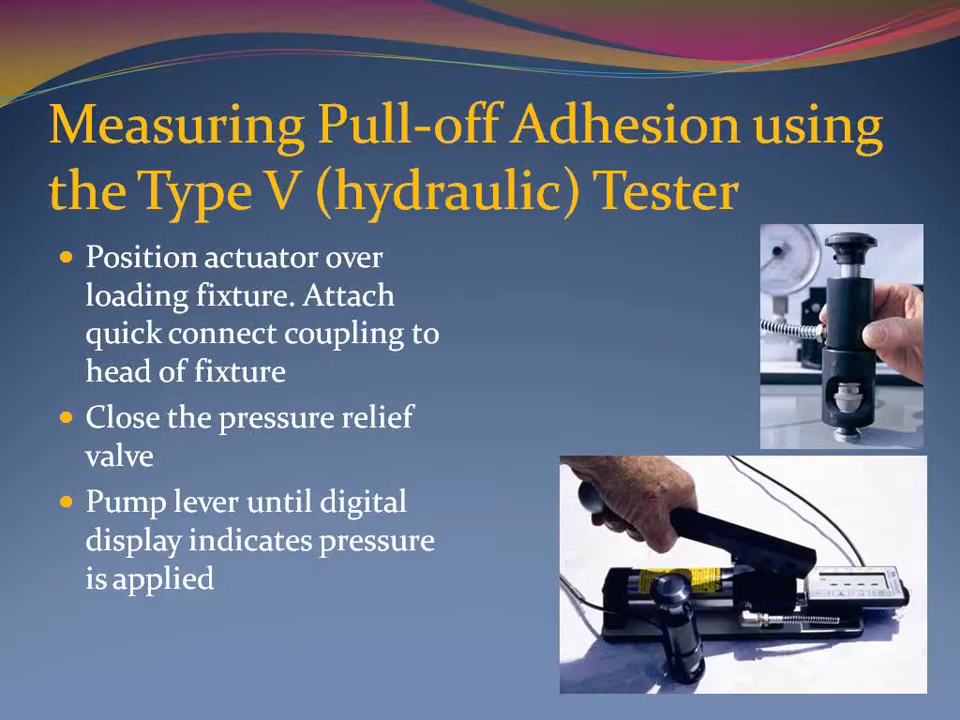 Measuring Pull-off Adhesion using
the Type V (hydraulic) Tester
• Position actuator over
loading fixture. Attach
quick connect coupling to
head of fixture
• Close the pressure relief
valve
• Pump lever until digital
display indicates pressure
is applied